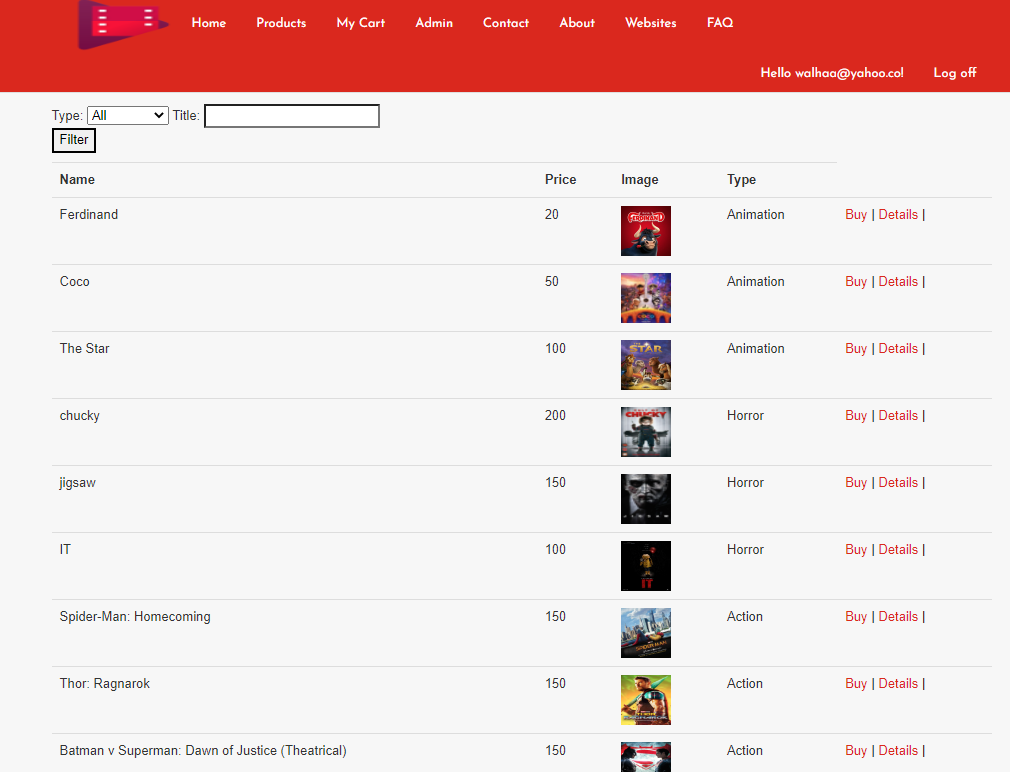 Home Products My Cart Admin Contact About Websites FAQ
Hello walhaa@yahoo.co! Log off
Type: All Title:
Filter
Name Price Image Type
Ferdinand 20 FERDINAND Animation Buy | Details |
Coco 50 Animation Buy | Details |
The Star 100 THE STAR Animation Buy | Details |
chucky 200 CHUCKY Horror Buy | Details |
jigsaw 150 JIGSAW Horror Buy | Details |
IT 100 IT Horror Buy | Details |
Spider-Man: Homecoming 150 SPIDER-MAN Action Buy | Details |
Thor: Ragnarok 150 Action Buy | Details |
Batman v Superman: Dawn of Justice (Theatrical) 150 Action Buy | Details |